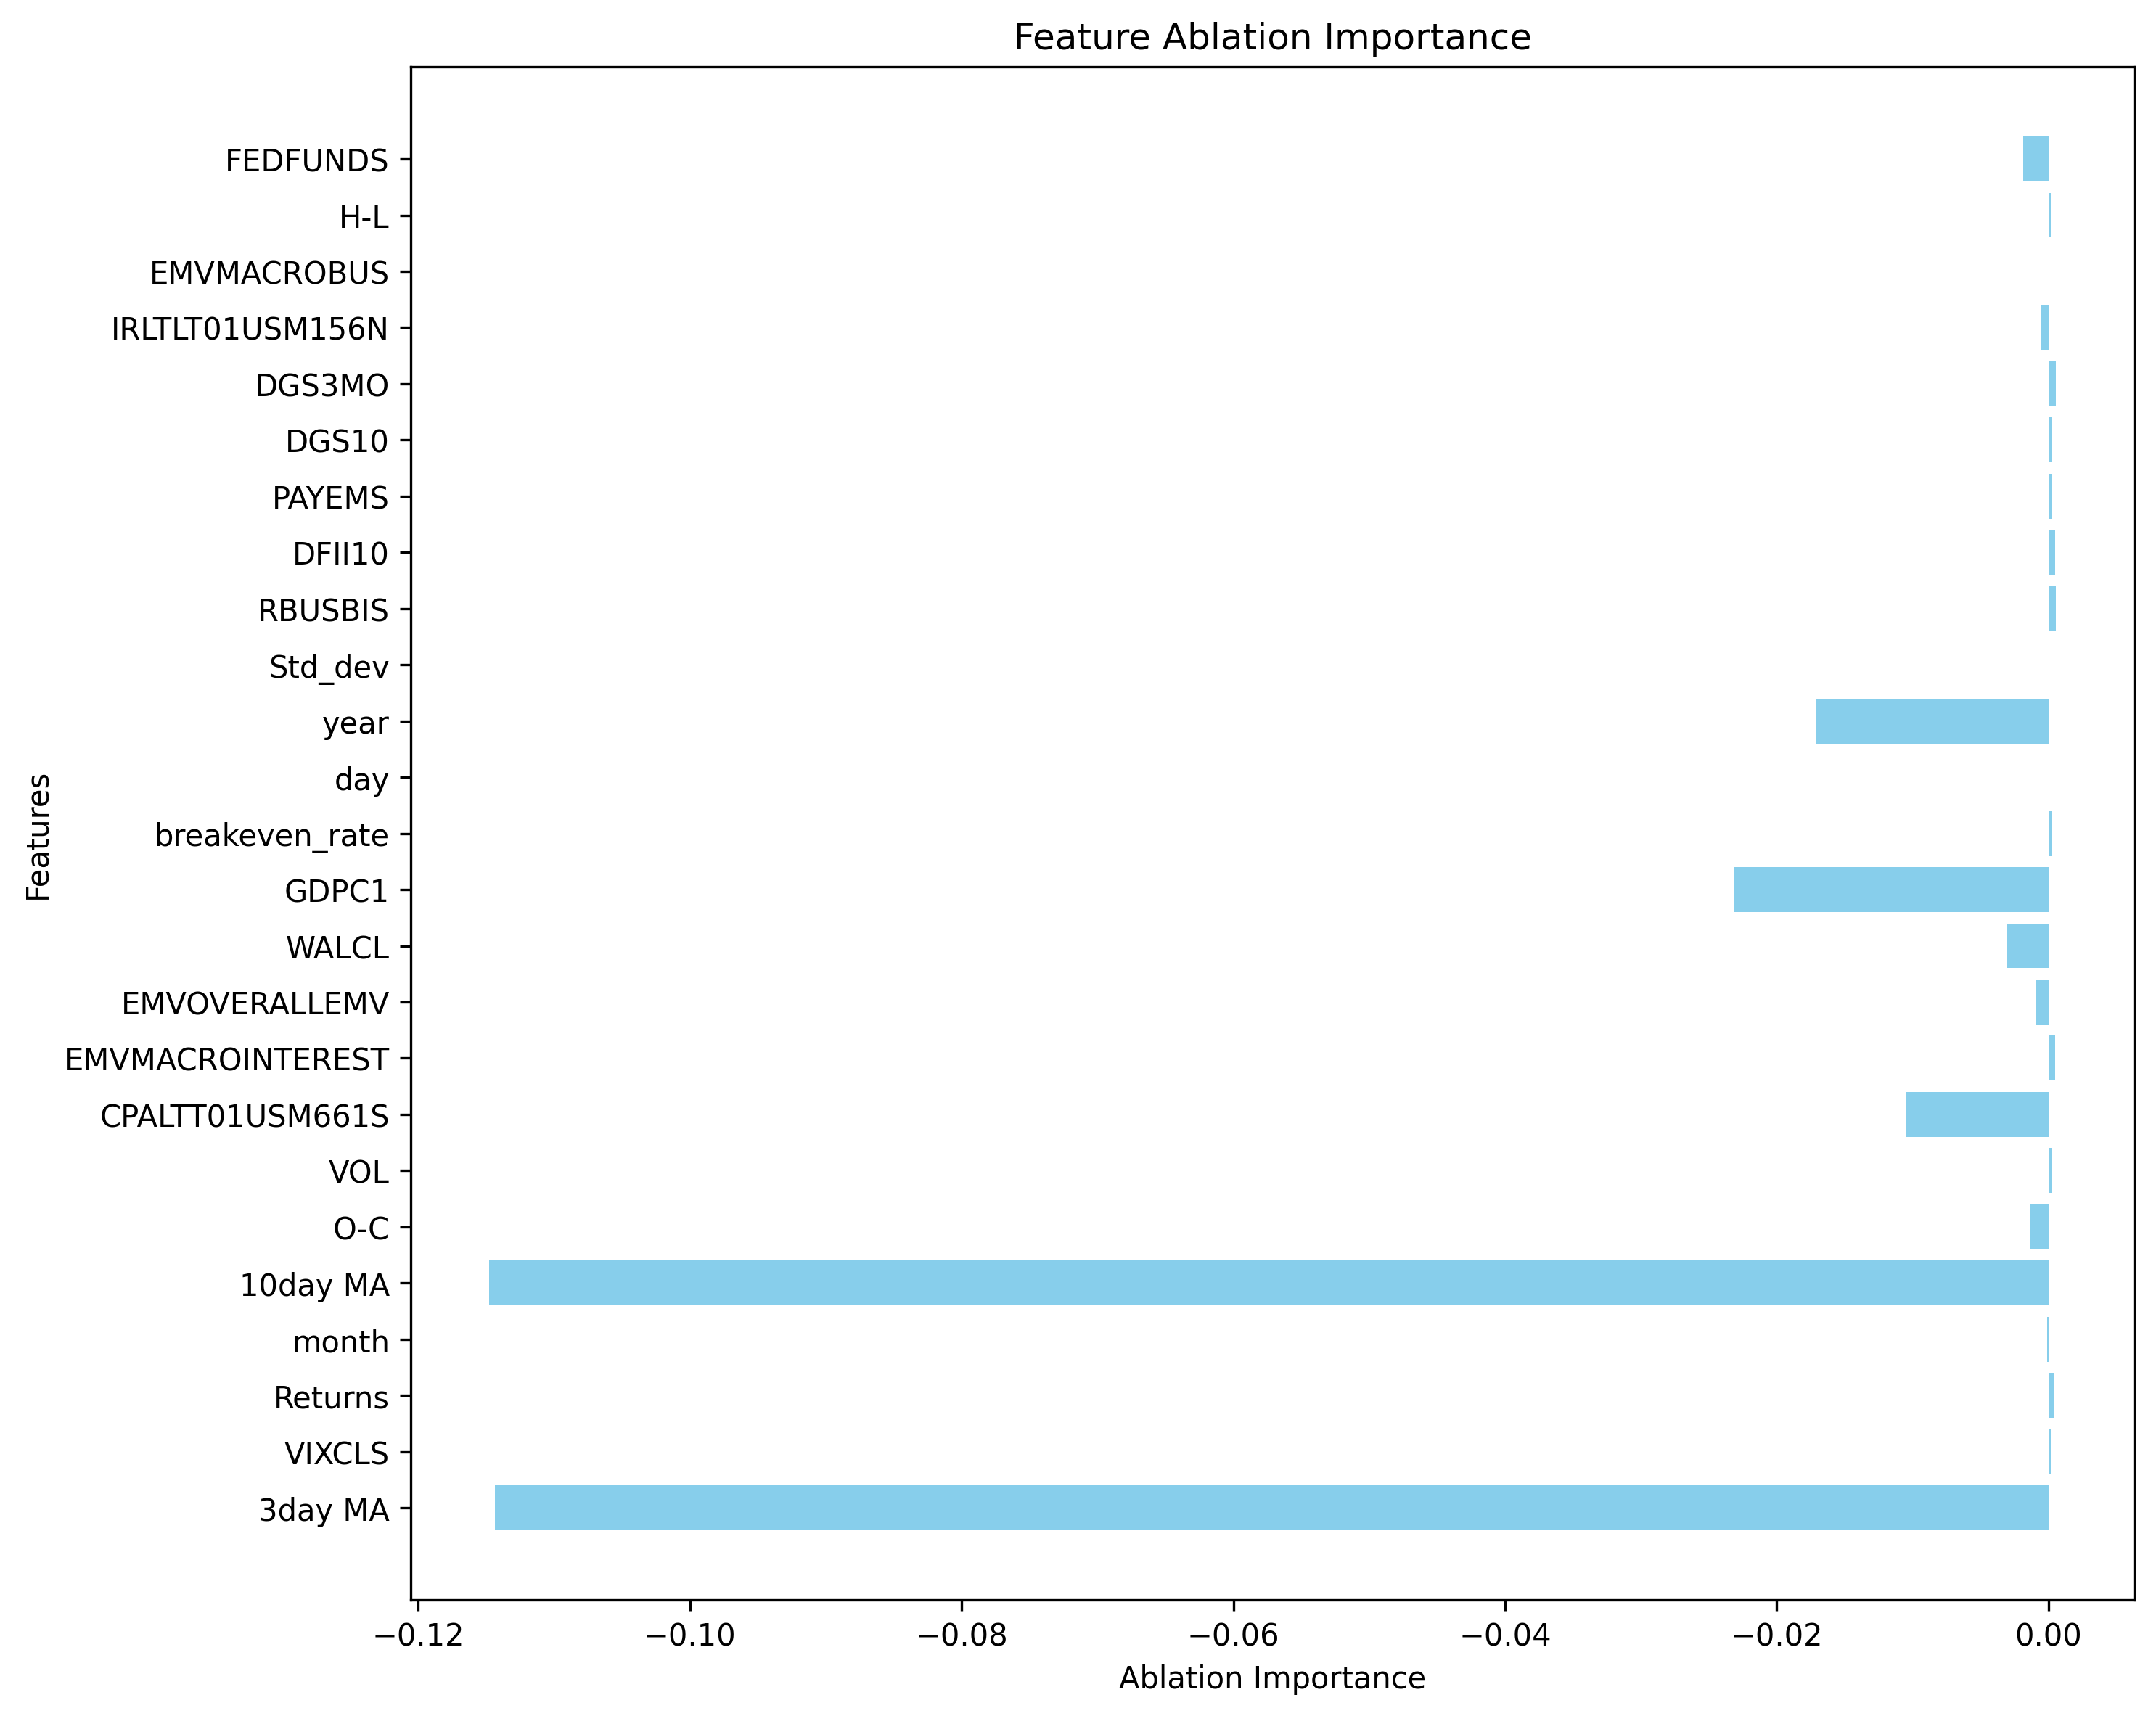 Feature Ablation Importance
FEDFUNDS
H-L
EMVMACROBUS
IRLTLT01USM156N
DGS3MO
DGS10
PAYEMS
DFII10
RBUSBIS
Std_dev
year
day
breakeven_rate
GDPC1
WALCL
EMVOVERALLEMV
EMVMACROINTEREST
CPALTT01USM661S
VOL
O-C
10day MA
month
Returns
VIXCLS
3day MA
Features
−0.12 −0.10 −0.08 −0.06 −0.04 −0.02 0.00
Ablation Importance